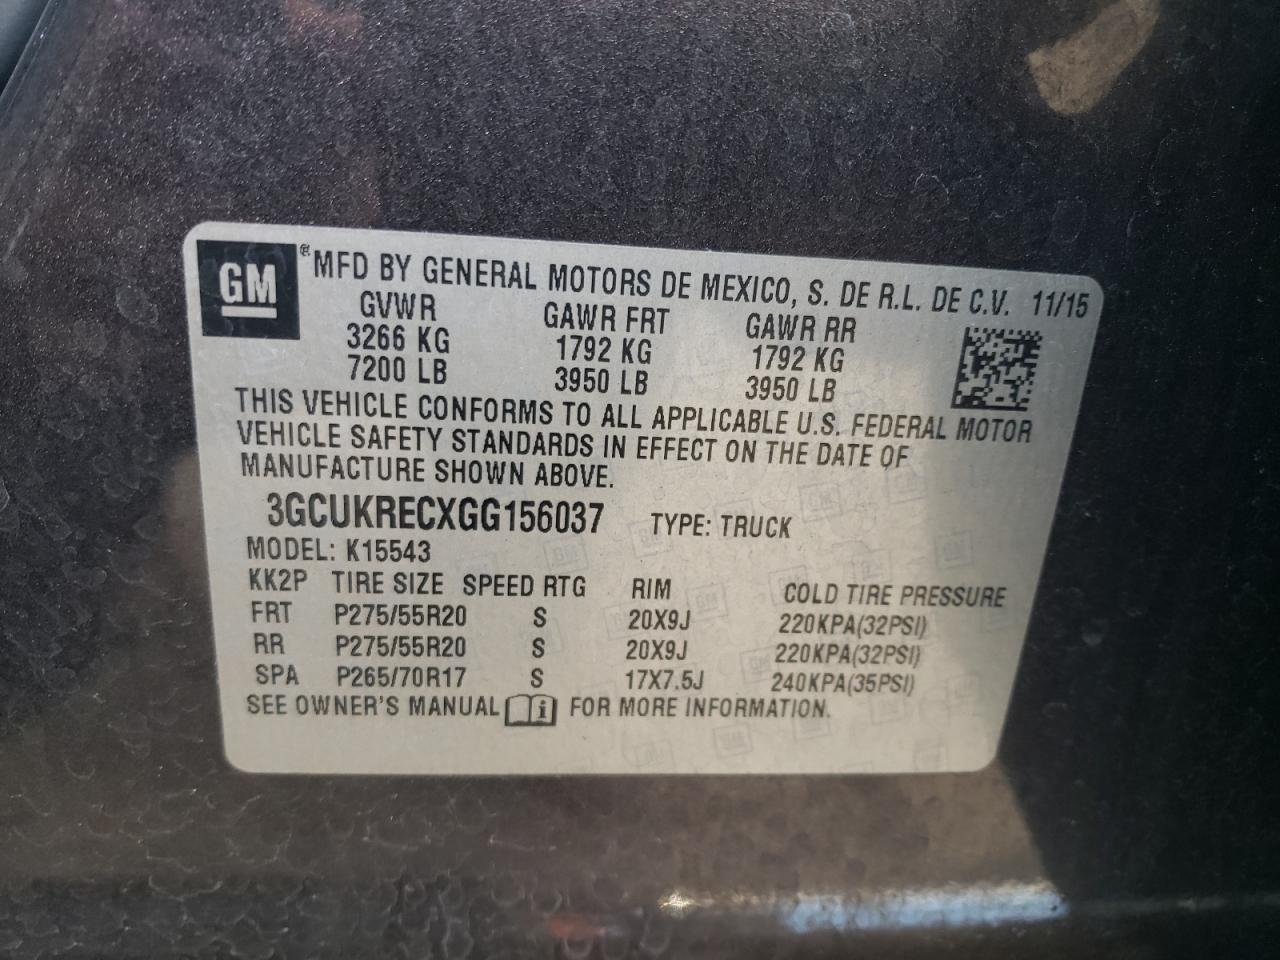 GM ® MFD BY GENERAL MOTORS DE MEXICO, S. DE R.L. DE C.V. 11/15
GVWR GAWR FRT GAWR RR
3266 KG 1792 KG 1792 KG
7200 LB 3950 LB 3950 LB
THIS VEHICLE CONFORMS TO ALL APPLICABLE U.S. FEDERAL MOTOR
VEHICLE SAFETY STANDARDS IN EFFECT ON THE DATE OF
MANUFACTURE SHOWN ABOVE.
3GCUKRECXGG156037 TYPE: TRUCK
MODEL: K15543
KK2P TIRE SIZE SPEED RTG RIM COLD TIRE PRESSURE
FRT P275/55R20 S 20X9J 220KPA(32PSI)
RR P275/55R20 S 20X9J 220KPA(32PSI)
SPA P265/70R17 S 17X7.5J 240KPA(35PSI)
SEE OWNER'S MANUAL i FOR MORE INFORMATION.